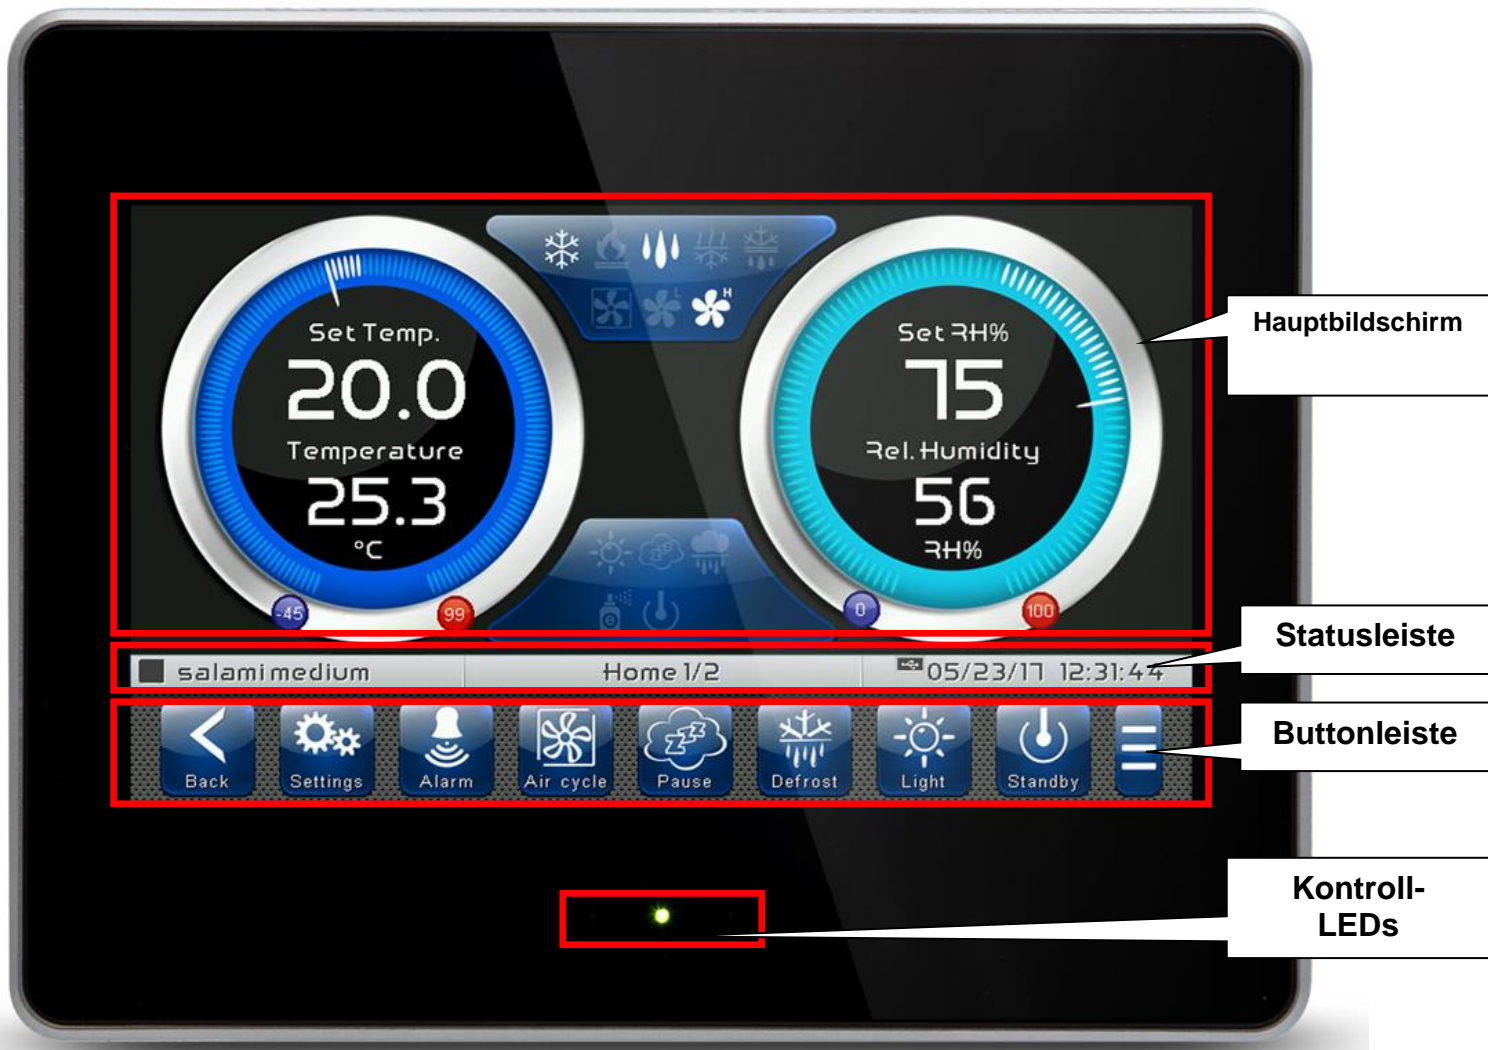 Set Temp.
20.0
Temperature
25.3
°C
-45
99
L
H
Set RH%
75
Rel. Humidity
56
RH%
0
100
Hauptbildschirm
salami medium
Home 1/2
05/23/17 12:31:44
Statusleiste
Back
Settings
Alarm
Air cycle
zzz
Pause
Defrost
Light
Standby
Buttonleiste
Kontroll-
LEDs